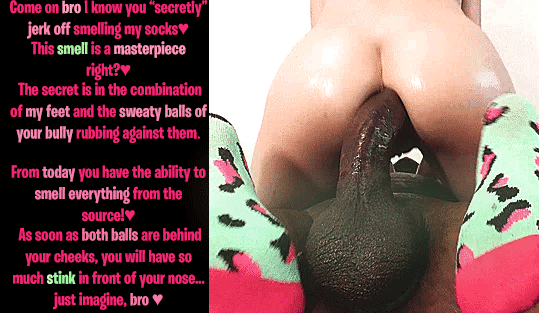 Come on bro I know you “secretly”
jerk off smelling my socks♥
This smell is a masterpiece
right?♥
The secret is in the combination
of my feet and the sweaty balls of
your bully rubbing against them.
From today you have the ability to
smell everything from the
source!♥
As soon as both balls are behind
your cheeks, you will have so
much stink in front of your nose...
just imagine, bro ♥